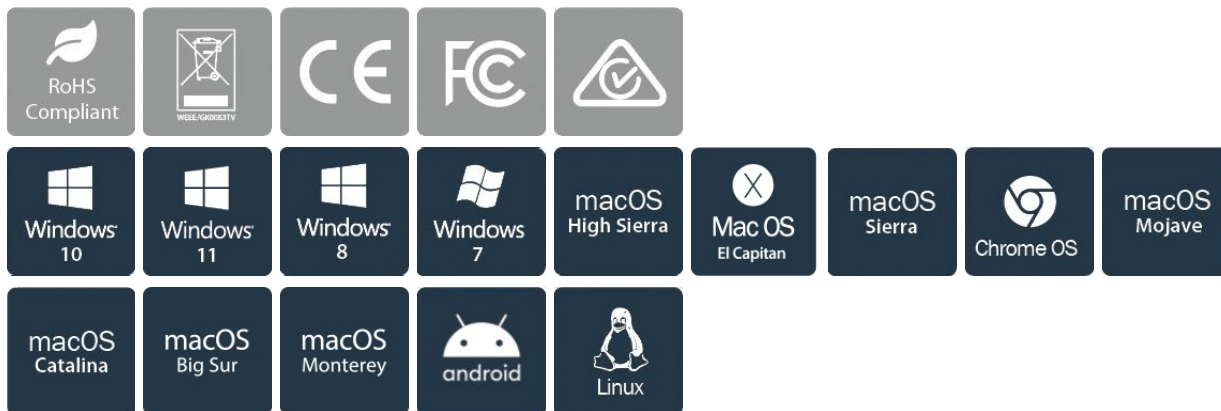 RoHS
Compliant
WEEE/GK0063TV
CE
FC
Windows
10
Windows
11
Windows
8
Windows
7
macOS
High Sierra
X
Mac OS
El Capitan
macOS
Sierra
Chrome OS
macOS
Mojave
macOS
Catalina
macOS
Big Sur
macOS
Monterey
android
Linux